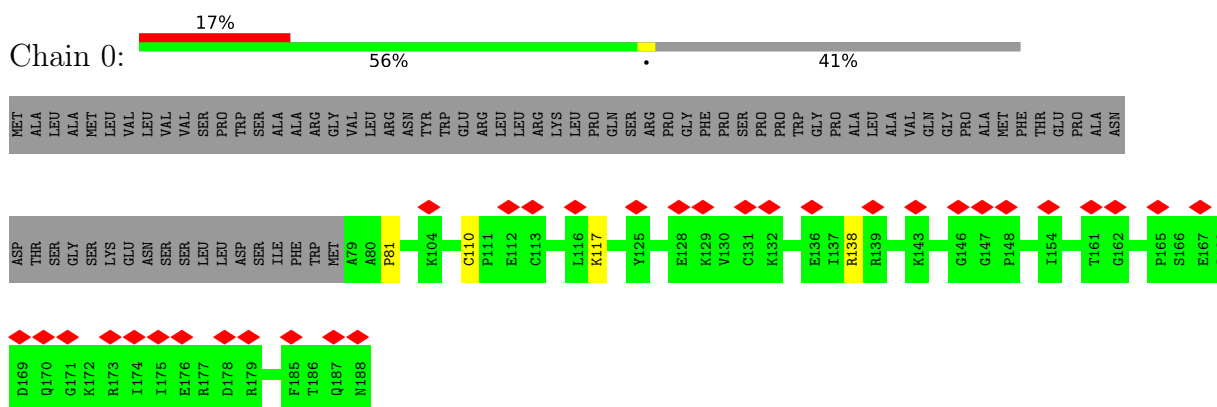 17%
Chain 0:
56% • 41%
MET ALA LEU ALA MET LEU VAL LEU VAL VAL SER PRO TRP SER ALA ALA ARG GLY VAL LEU ARG ASN TYR TRP GLU ARG LEU LEU ARG LYS LEU PRO GLN SER ARG PRO GLY PHE PRO SER PRO PRO TRP GLY PRO ALA LEU ALA VAL GLN GLY PRO ALA MET PHE THR GLU PRO ALA ASN
ASP THR SER GLY SER LYS GLU ASN SER SER LEU LEU ASP SER ILE PHE TRP MET A79 A80 P81 K104 C110 P111 E112 C113 L116 K117 Y125 E128 K129 V130 C131 K132 E136 I137 R138 R139 K143 G146 G147 P148 I154 T161 G162 P165 S166 E167
D169 Q170 G171 K172 R173 I174 I175 E176 R177 D178 R179 F185 T186 Q187 N188